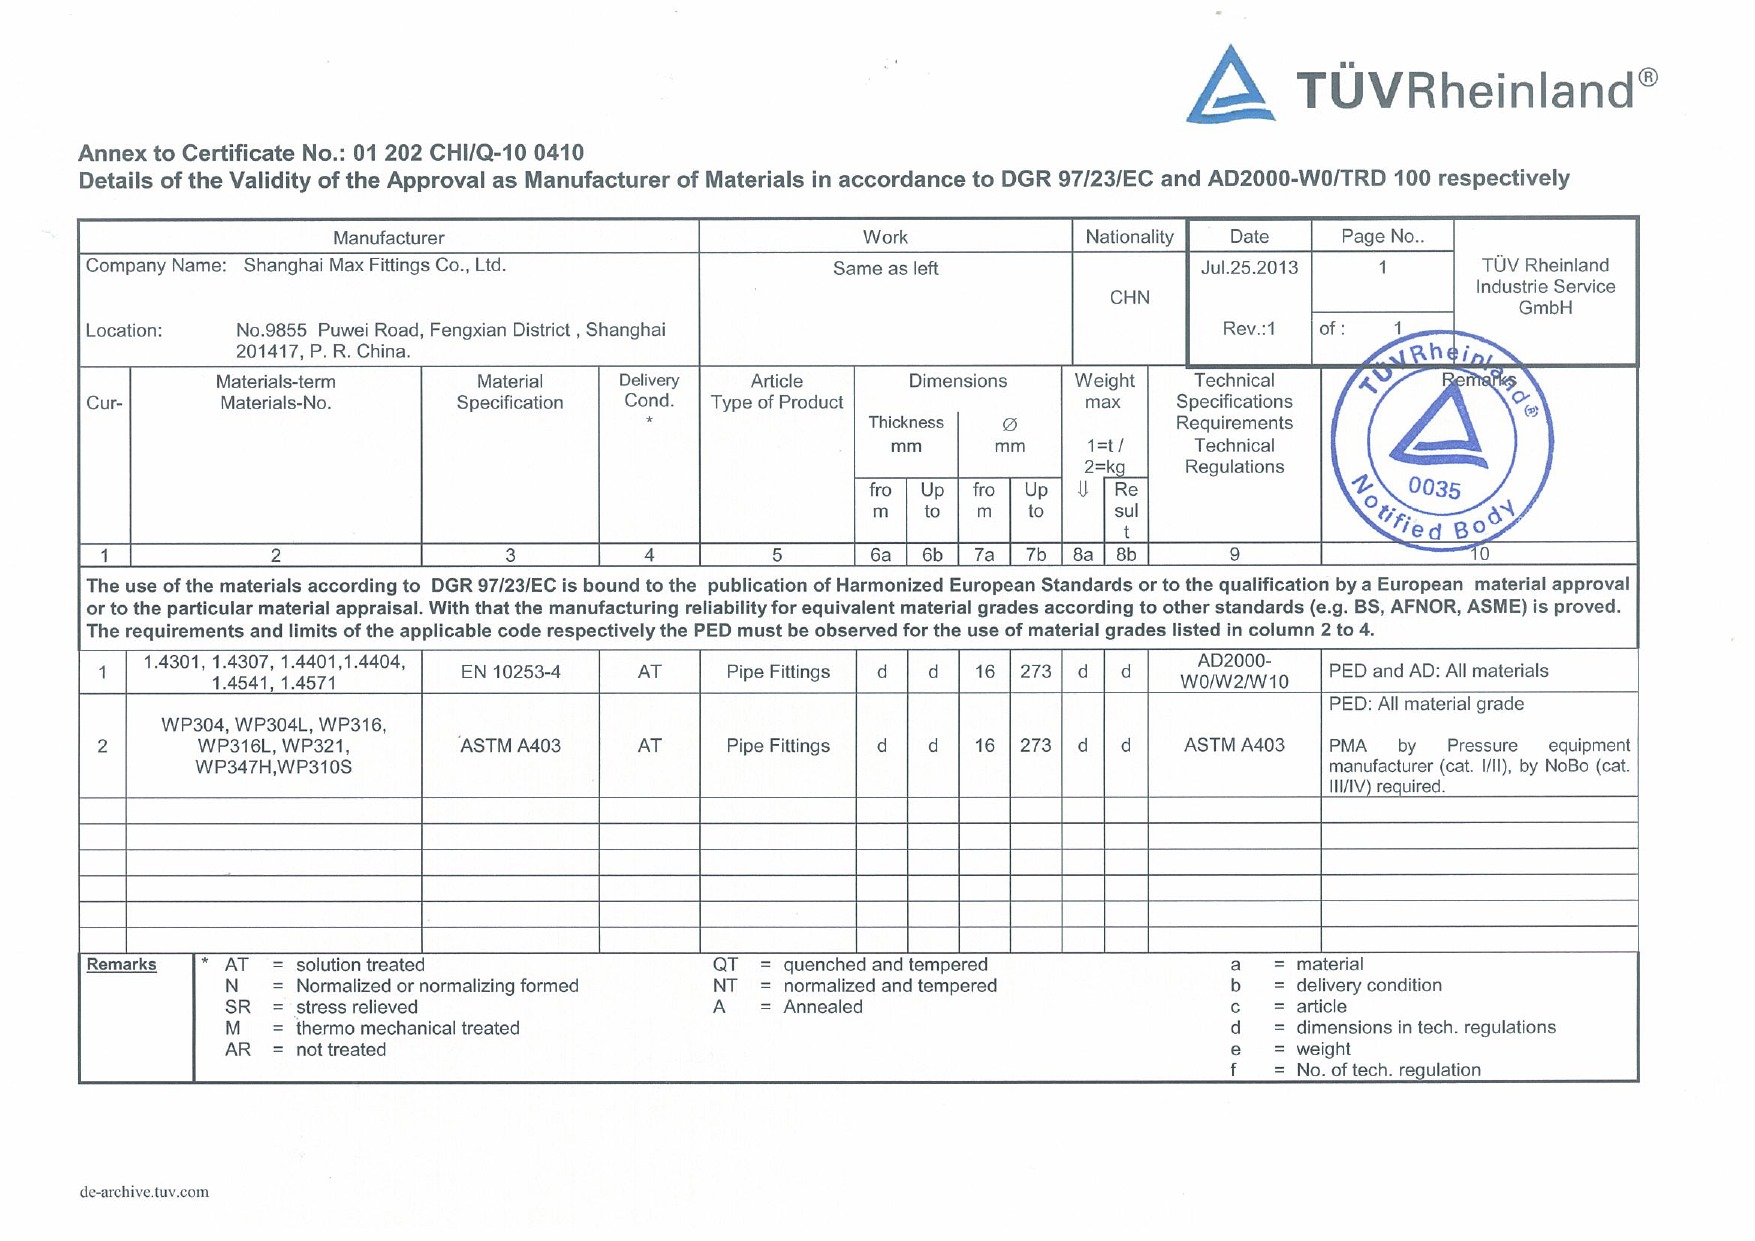 TÜVRheinland®
Annex to Certificate No.: 01 202 CHI/Q-10 0410
Details of the Validity of the Approval as Manufacturer of Materials in accordance to DGR 97/23/EC and AD2000-W0/TRD 100 respectively
Manufacturer Work Nationality Date Page No..
Company Name: Shanghai Max Fittings Co., Ltd. Same as left CHN Jul.25.2013 1 TÜV Rheinland
Industrie Service
GmbH
Location: No.9855 Puwei Road, Fengxian District , Shanghai Rev.:1 of : 1
201417, P. R. China.
Cur-
Materials-term
Materials-No.
Material
Specification
Delivery
Cond.
*
Article
Type of Product
Dimensions
Thickness
mm
Ø
mm
fro
m
Up
to
fro
m
Up
to
Weight
max
1=t /
2=kg
⇓
Re
sul
t
Technical
Specifications
Requirements
Technical
Regulations
Remarks
TÜVRheinland®
0035
Notified Body
1 2 3 4 5 6a 6b 7a 7b 8a 8b 9 10
The use of the materials according to DGR 97/23/EC is bound to the publication of Harmonized European Standards or to the qualification by a European material approval
or to the particular material appraisal. With that the manufacturing reliability for equivalent material grades according to other standards (e.g. BS, AFNOR, ASME) is proved.
The requirements and limits of the applicable code respectively the PED must be observed for the use of material grades listed in column 2 to 4.
1
1.4301, 1.4307, 1.4401,1.4404,
1.4541, 1.4571
EN 10253-4 AT Pipe Fittings d d 16 273 d d
AD2000-
W0/W2/W10
PED and AD: All materials
2
WP304, WP304L, WP316,
WP316L, WP321,
WP347H,WP310S
ASTM A403 AT Pipe Fittings d d 16 273 d d ASTM A403
PED: All material grade
PMA by Pressure equipment
manufacturer (cat. I/II), by NoBo (cat.
III/IV) required.
Remarks
* AT = solution treated
N = Normalized or normalizing formed
SR = stress relieved
M = thermo mechanical treated
AR = not treated
QT = quenched and tempered
NT = normalized and tempered
A = Annealed
a = material
b = delivery condition
c = article
d = dimensions in tech. regulations
e = weight
f = No. of tech. regulation
de-archive.tuv.com